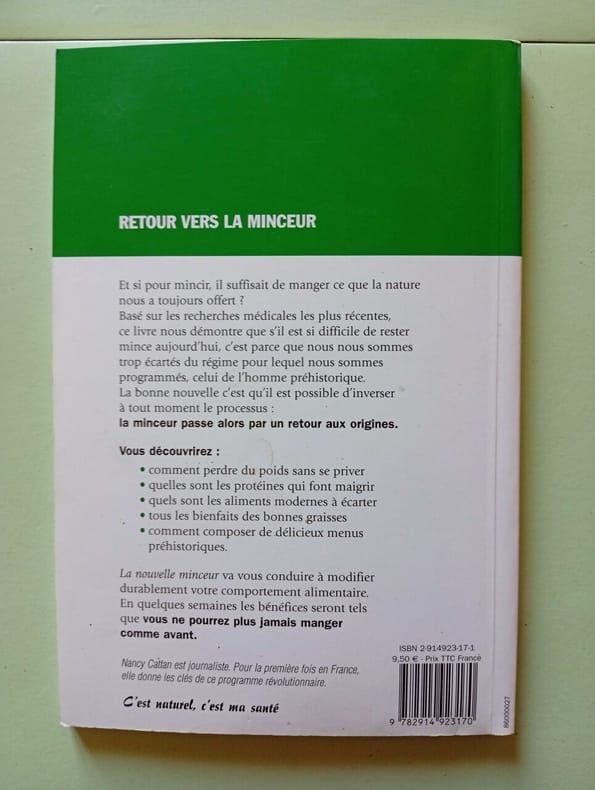 RETOUR VERS LA MINCEUR
Et si pour mincir, il suffisait de manger ce que la nature
nous a toujours offert ?
Basé sur les recherches médicales les plus récentes,
ce livre nous démontre que s'il est si difficile de rester
mince aujourd'hui, c'est parce que nous nous sommes
trop écartés du régime pour lequel nous sommes
programmés, celui de l'homme préhistorique.
La bonne nouvelle c'est qu'il est possible d'inverser
à tout moment le processus :
la minceur passe alors par un retour aux origines.
Vous découvrirez :
• comment perdre du poids sans se priver
• quelles sont les protéines qui font maigrir
• quels sont les aliments modernes à écarter
• tous les bienfaits des bonnes graisses
• comment composer de délicieux menus
préhistoriques.
La nouvelle minceur va vous conduire à modifier
durablement votre comportement alimentaire.
En quelques semaines les bénéfices seront tels
que vous ne pourrez plus jamais manger
comme avant.
Nancy Cattan est journaliste. Pour la première fois en France,
elle donne les clés de ce programme révolutionnaire.
C'est naturel, c'est ma santé
ISBN 2-914923-17-1
9,50 € - Prix TTC France
9 782914 923170
86000027